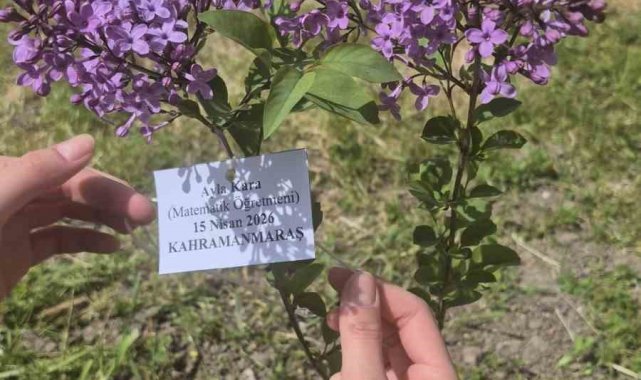 Ayla Kara
(Matematik Öğretmeni)
15 Nisan 2026
KAHRAMANMARAŞ